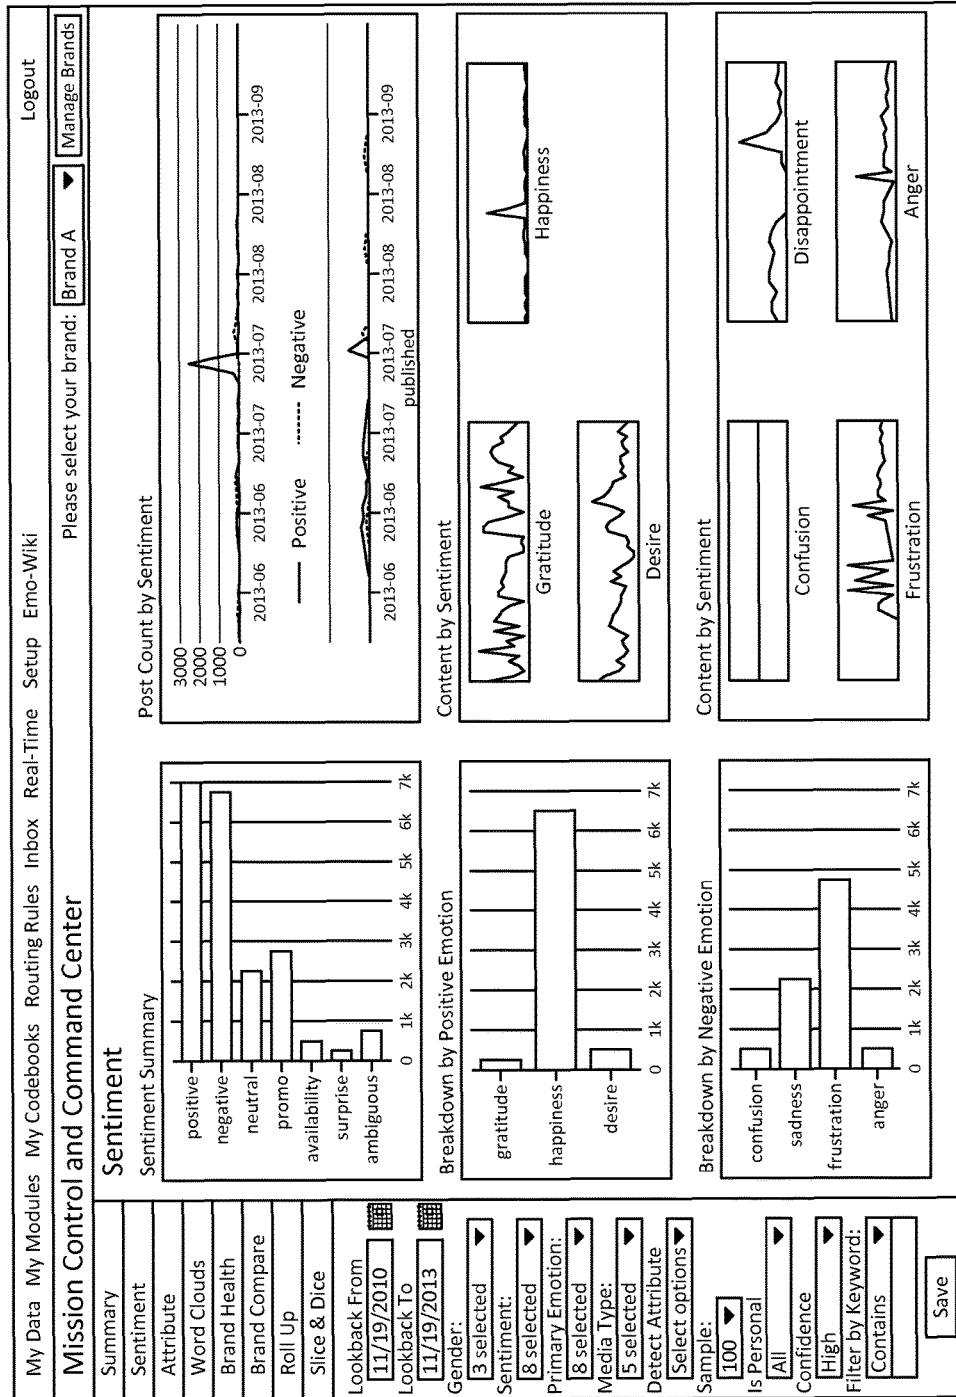 My Data My Modules My Codebooks Routing Rules Inbox Real-Time Setup Emo-Wiki Logout
Mission Control and Command Center
Please select your brand: Brand A Manage Brands
Summary
Sentiment
Attribute
Word Clouds
Brand Health
Brand Compare
Roll Up
Slice & Dice
Lookback From
11/19/2010
Lookback To
11/19/2013
Gender:
3 selected
Sentiment:
8 selected
Primary Emotion:
8 selected
Media Type:
5 selected
Detect Attribute
Select options
Sample:
100
Is Personal
All
Confidence
High
Filter by Keyword:
Contains
Save
Sentiment
Sentiment Summary
positive
negative
neutral
promo
availability
surprise
ambiguous
0 1k 2k 3k 4k 5k 6k 7k
Breakdown by Positive Emotion
gratitude
happiness
desire
0 1k 2k 3k 4k 5k 6k 7k
Breakdown by Negative Emotion
confusion
sadness
frustration
anger
0 1k 2k 3k 4k 5k 6k 7k
Post Count by Sentiment
3000
2000
1000
0
2013-06 2013-06 2013-07 2013-07 2013-08 2013-08 2013-09
Positive Negative
2013-06 2013-06 2013-07 2013-07 2013-08 2013-08 2013-09
published
Content by Sentiment
Gratitude Happiness
Desire
Content by Sentiment
Confusion Disappointment
Frustration Anger